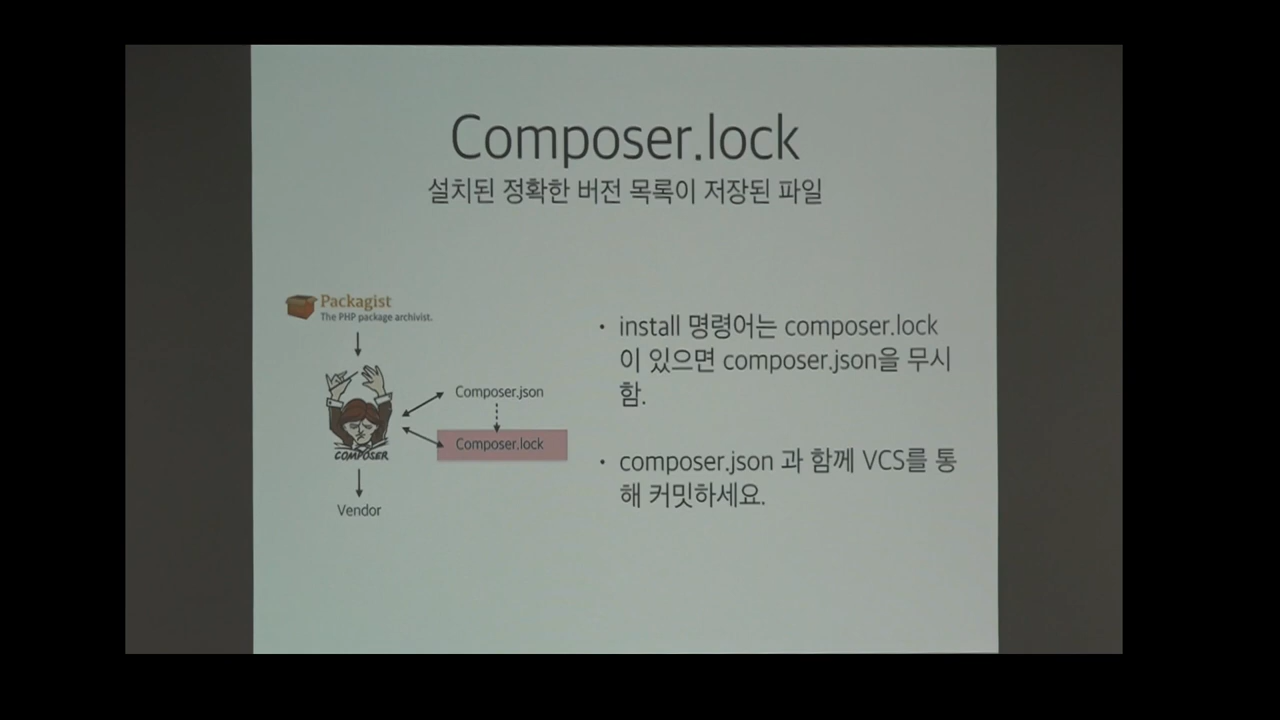 Composer.lock
설치된 정확한 버전 목록이 저장된 파일
Packagist
The PHP package archivist.
Composer.json
Composer.lock
COMPOSER
Vendor
• install 명령어는 composer.lock
이 있으면 composer.json을 무시
함.
• composer.json 과 함께 VCS를 통
해 커밋하세요.